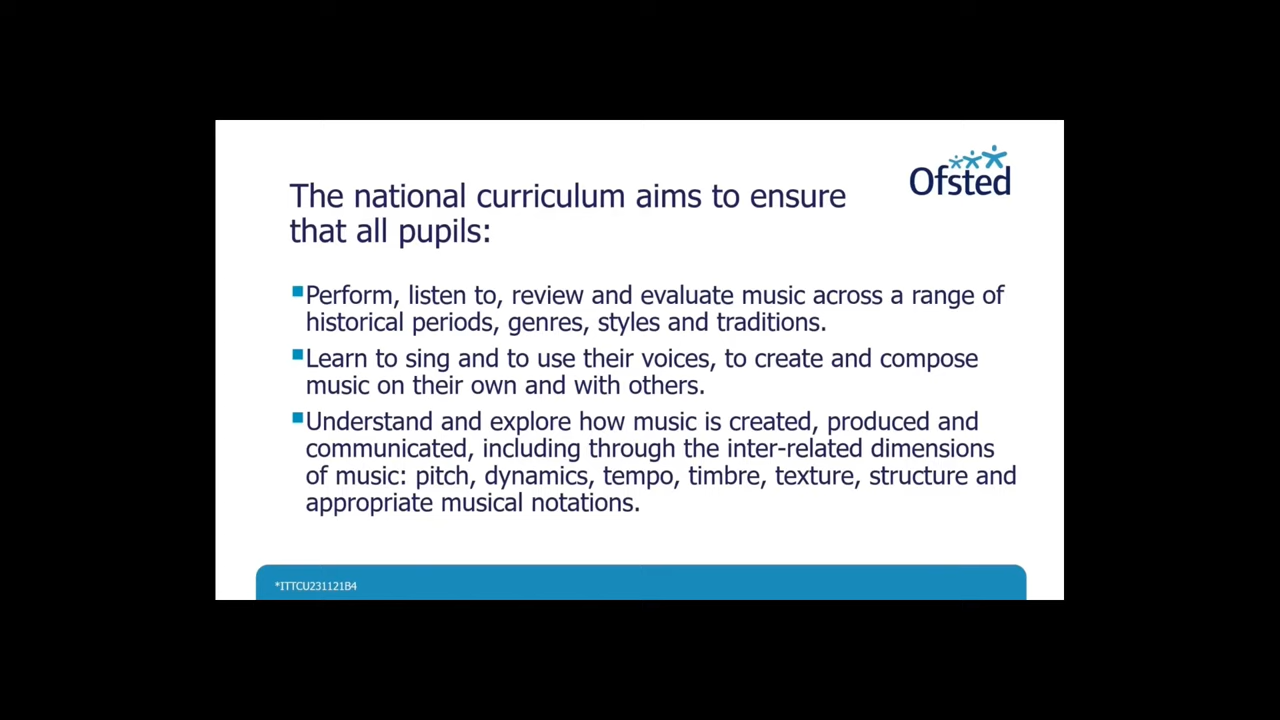 Ofsted
The national curriculum aims to ensure
that all pupils:
Perform, listen to, review and evaluate music across a range of
historical periods, genres, styles and traditions.
Learn to sing and to use their voices, to create and compose
music on their own and with others.
Understand and explore how music is created, produced and
communicated, including through the inter-related dimensions
of music: pitch, dynamics, tempo, timbre, texture, structure and
appropriate musical notations.
*ITTCU231121B4